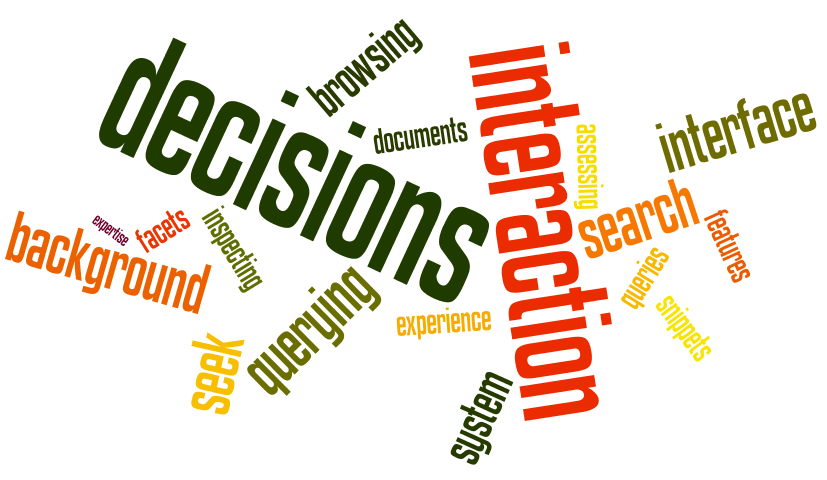 decisions
browsing
documents
interaction
assessing
interface
search
features
queries
snippets
background
expertise
facets
inspecting
querying
experience
seek
system